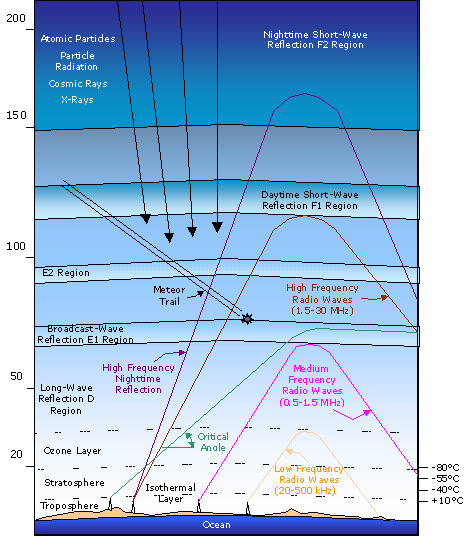 200
Atomic Particles
Particle
Radiation
Cosmic Rays
X-Rays
Nighttime Short-Wave
Reflection F2 Region
150
Daytime Short-Wave
Reflection F1 Region
100
E2 Region
Meteor
Trail
High Frequency
Radio Waves
(1.5-30 MHz)
Broadcast-Wave
Reflection E1 Region
High Frequency
Nighttime
Reflection
Medium
Frequency
Radio Waves
(0.5-1.5 MHz)
50
Long-Wave
Reflection D
Region
Critical
Angle
Ozone Layer
20
Low Frequency
Radio Waves
(20-500 kHz)
Stratosphere
Isothermal
Layer
Troposphere
-80°C
-55°C
-40°C
+10°C
Ocean